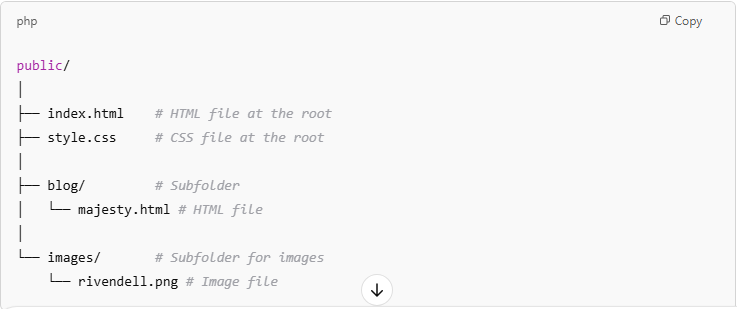 php
Copy
public/
│
├── index.html    # HTML file at the root
├── style.css     # CSS file at the root
│
├── blog/         # Subfolder
│   └── majesty.html # HTML file
│
└── images/       # Subfolder for images
    └── rivendell.png # Image file